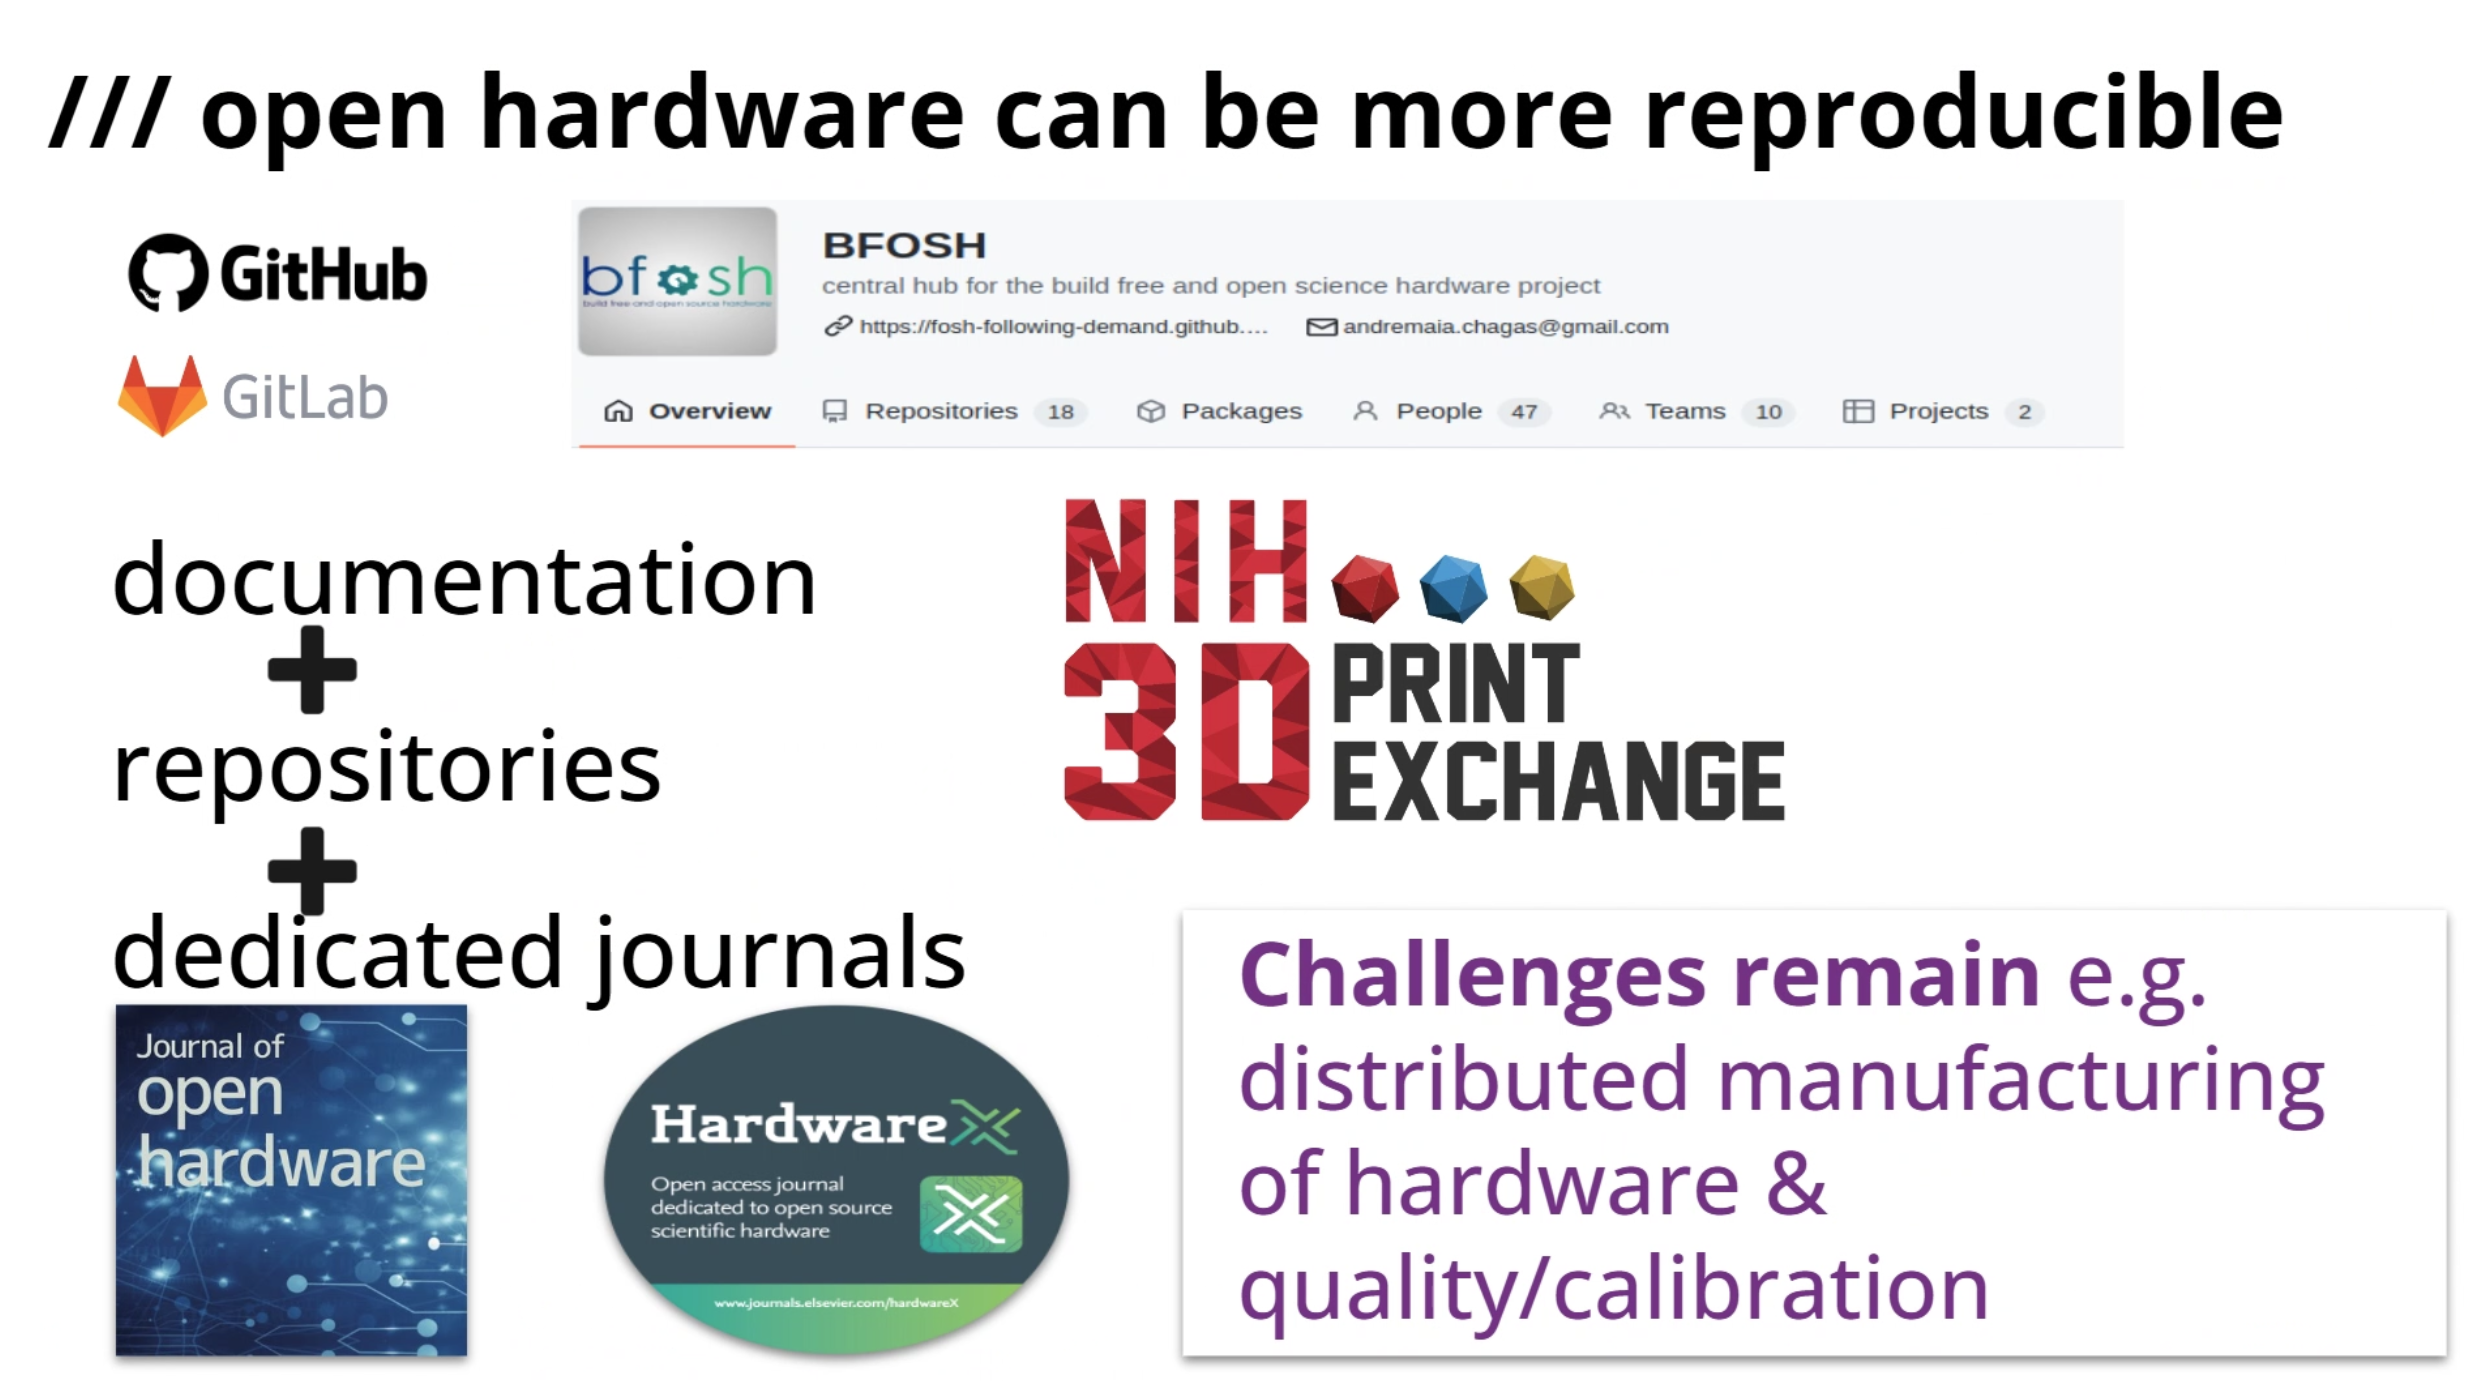 /// open hardware can be more reproducible
GitHub
GitLab
bfosh
build free and open source hardware
BFOSH
central hub for the build free and open science hardware project
https://fosh-following-demand.github.... andremaia.chagas@gmail.com
Overview Repositories 18 Packages People 47 Teams 10 Projects 2
documentation
+
repositories
+
dedicated journals
NIH
3D PRINT
EXCHANGE
Journal of
open
hardware
HardwareX
Open access journal
Dedicated to open source
scientific hardware
www.journals.elsevier.com/hardwareX
Challenges remain e.g.
distributed manufacturing
of hardware &
quality/calibration